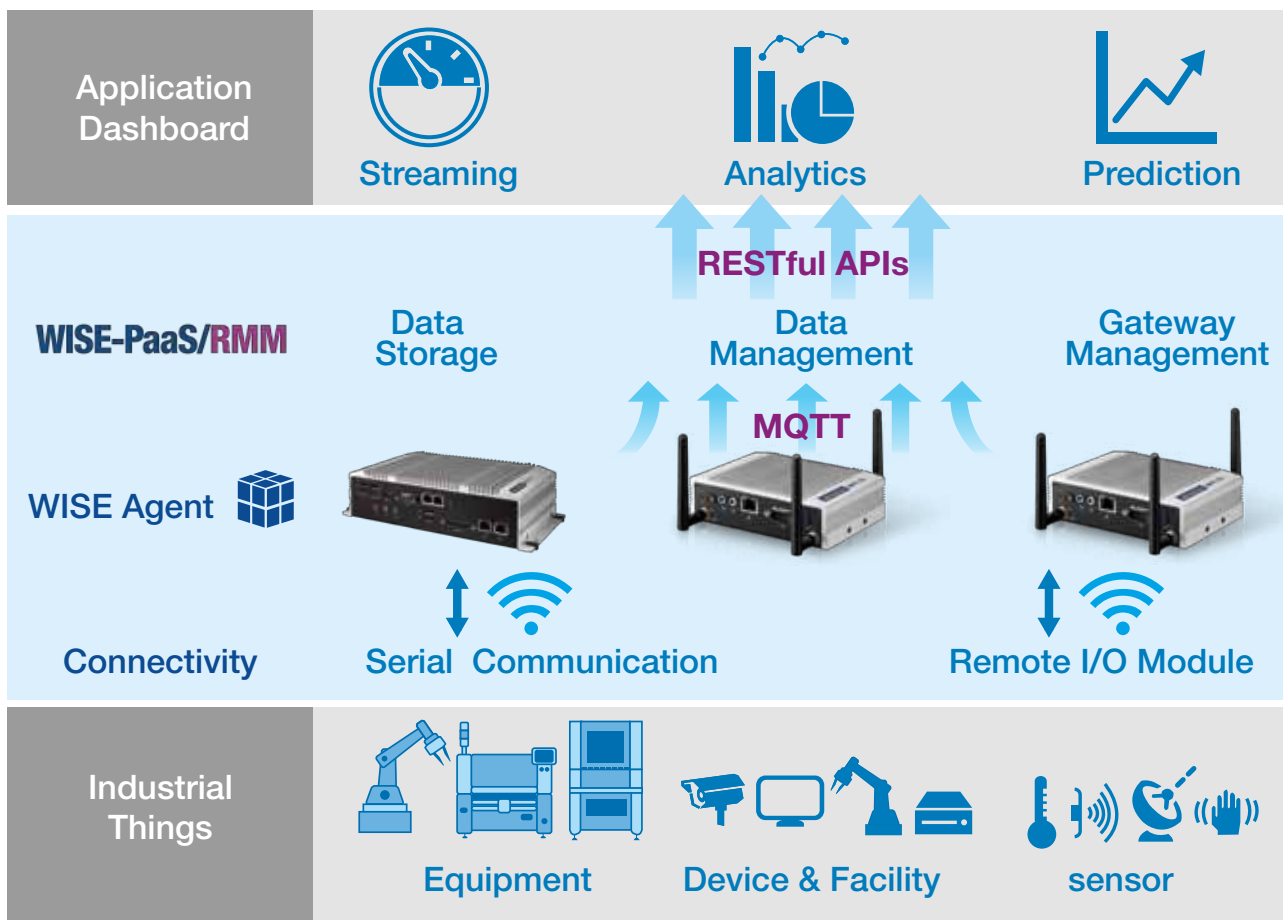 Application
Dashboard
Streaming
Analytics
Prediction
RESTful APIs
WISE-PaaS/RMM
Data
Storage
Data
Management
Gateway
Management
MQTT
WISE Agent
Connectivity
Serial Communication
Remote I/O Module
Industrial
Things
Equipment
Device & Facility
sensor